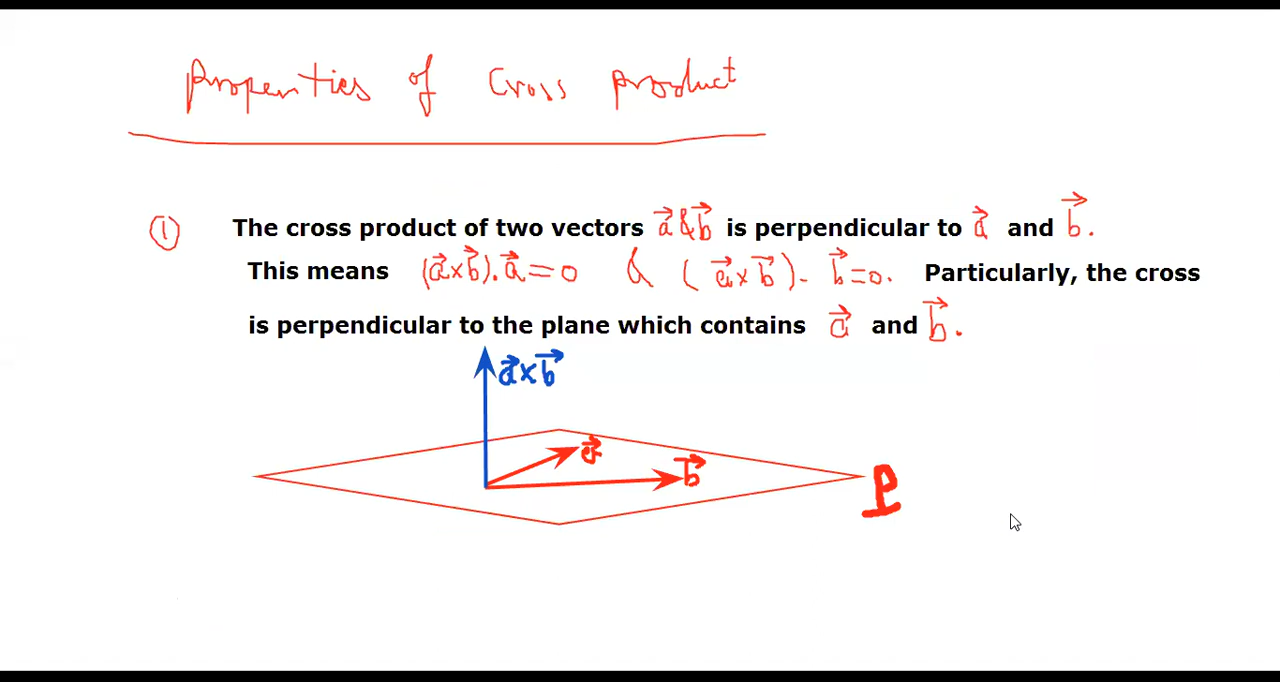 Properties of Cross product
① The cross product of two vectors a⃗ & b⃗ is perpendicular to a⃗ and b⃗.
This means (a⃗×b⃗).a⃗=0 & (a⃗×b⃗).b⃗=0. Particularly, the cross
is perpendicular to the plane which contains a⃗ and b⃗.
a⃗×b⃗
a⃗
b⃗
P